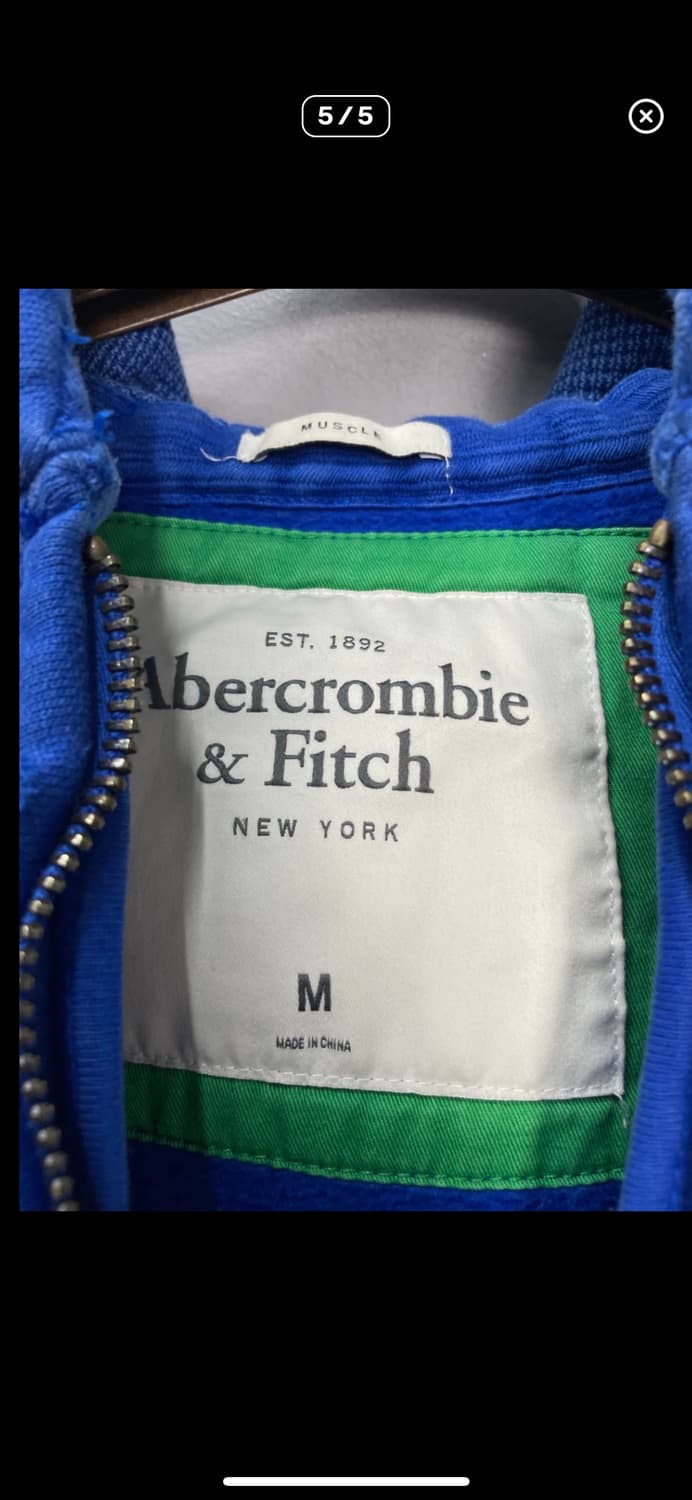 5/5
MUSCLE
EST. 1892
Abercrombie
& Fitch
NEW YORK
M
MADE IN CHINA